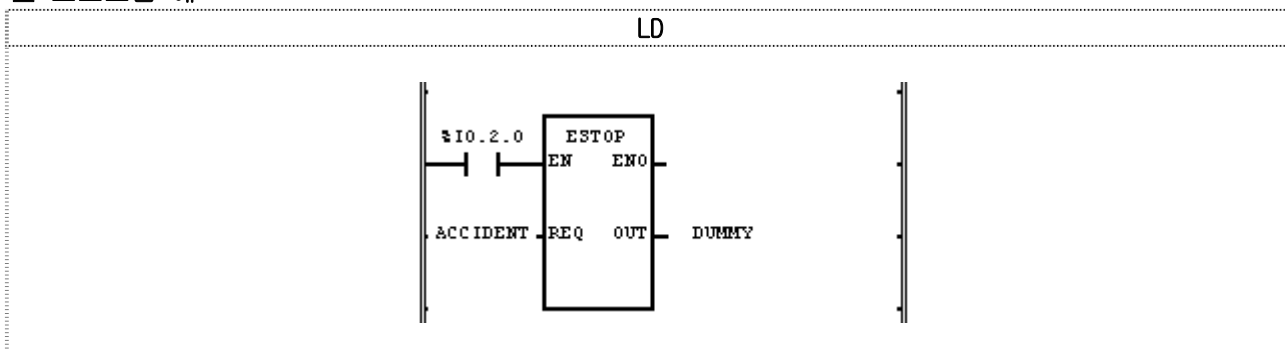 LD
%I0.2.0
ESTOP
EN ENO
ACCIDENT REQ OUT DUMMY